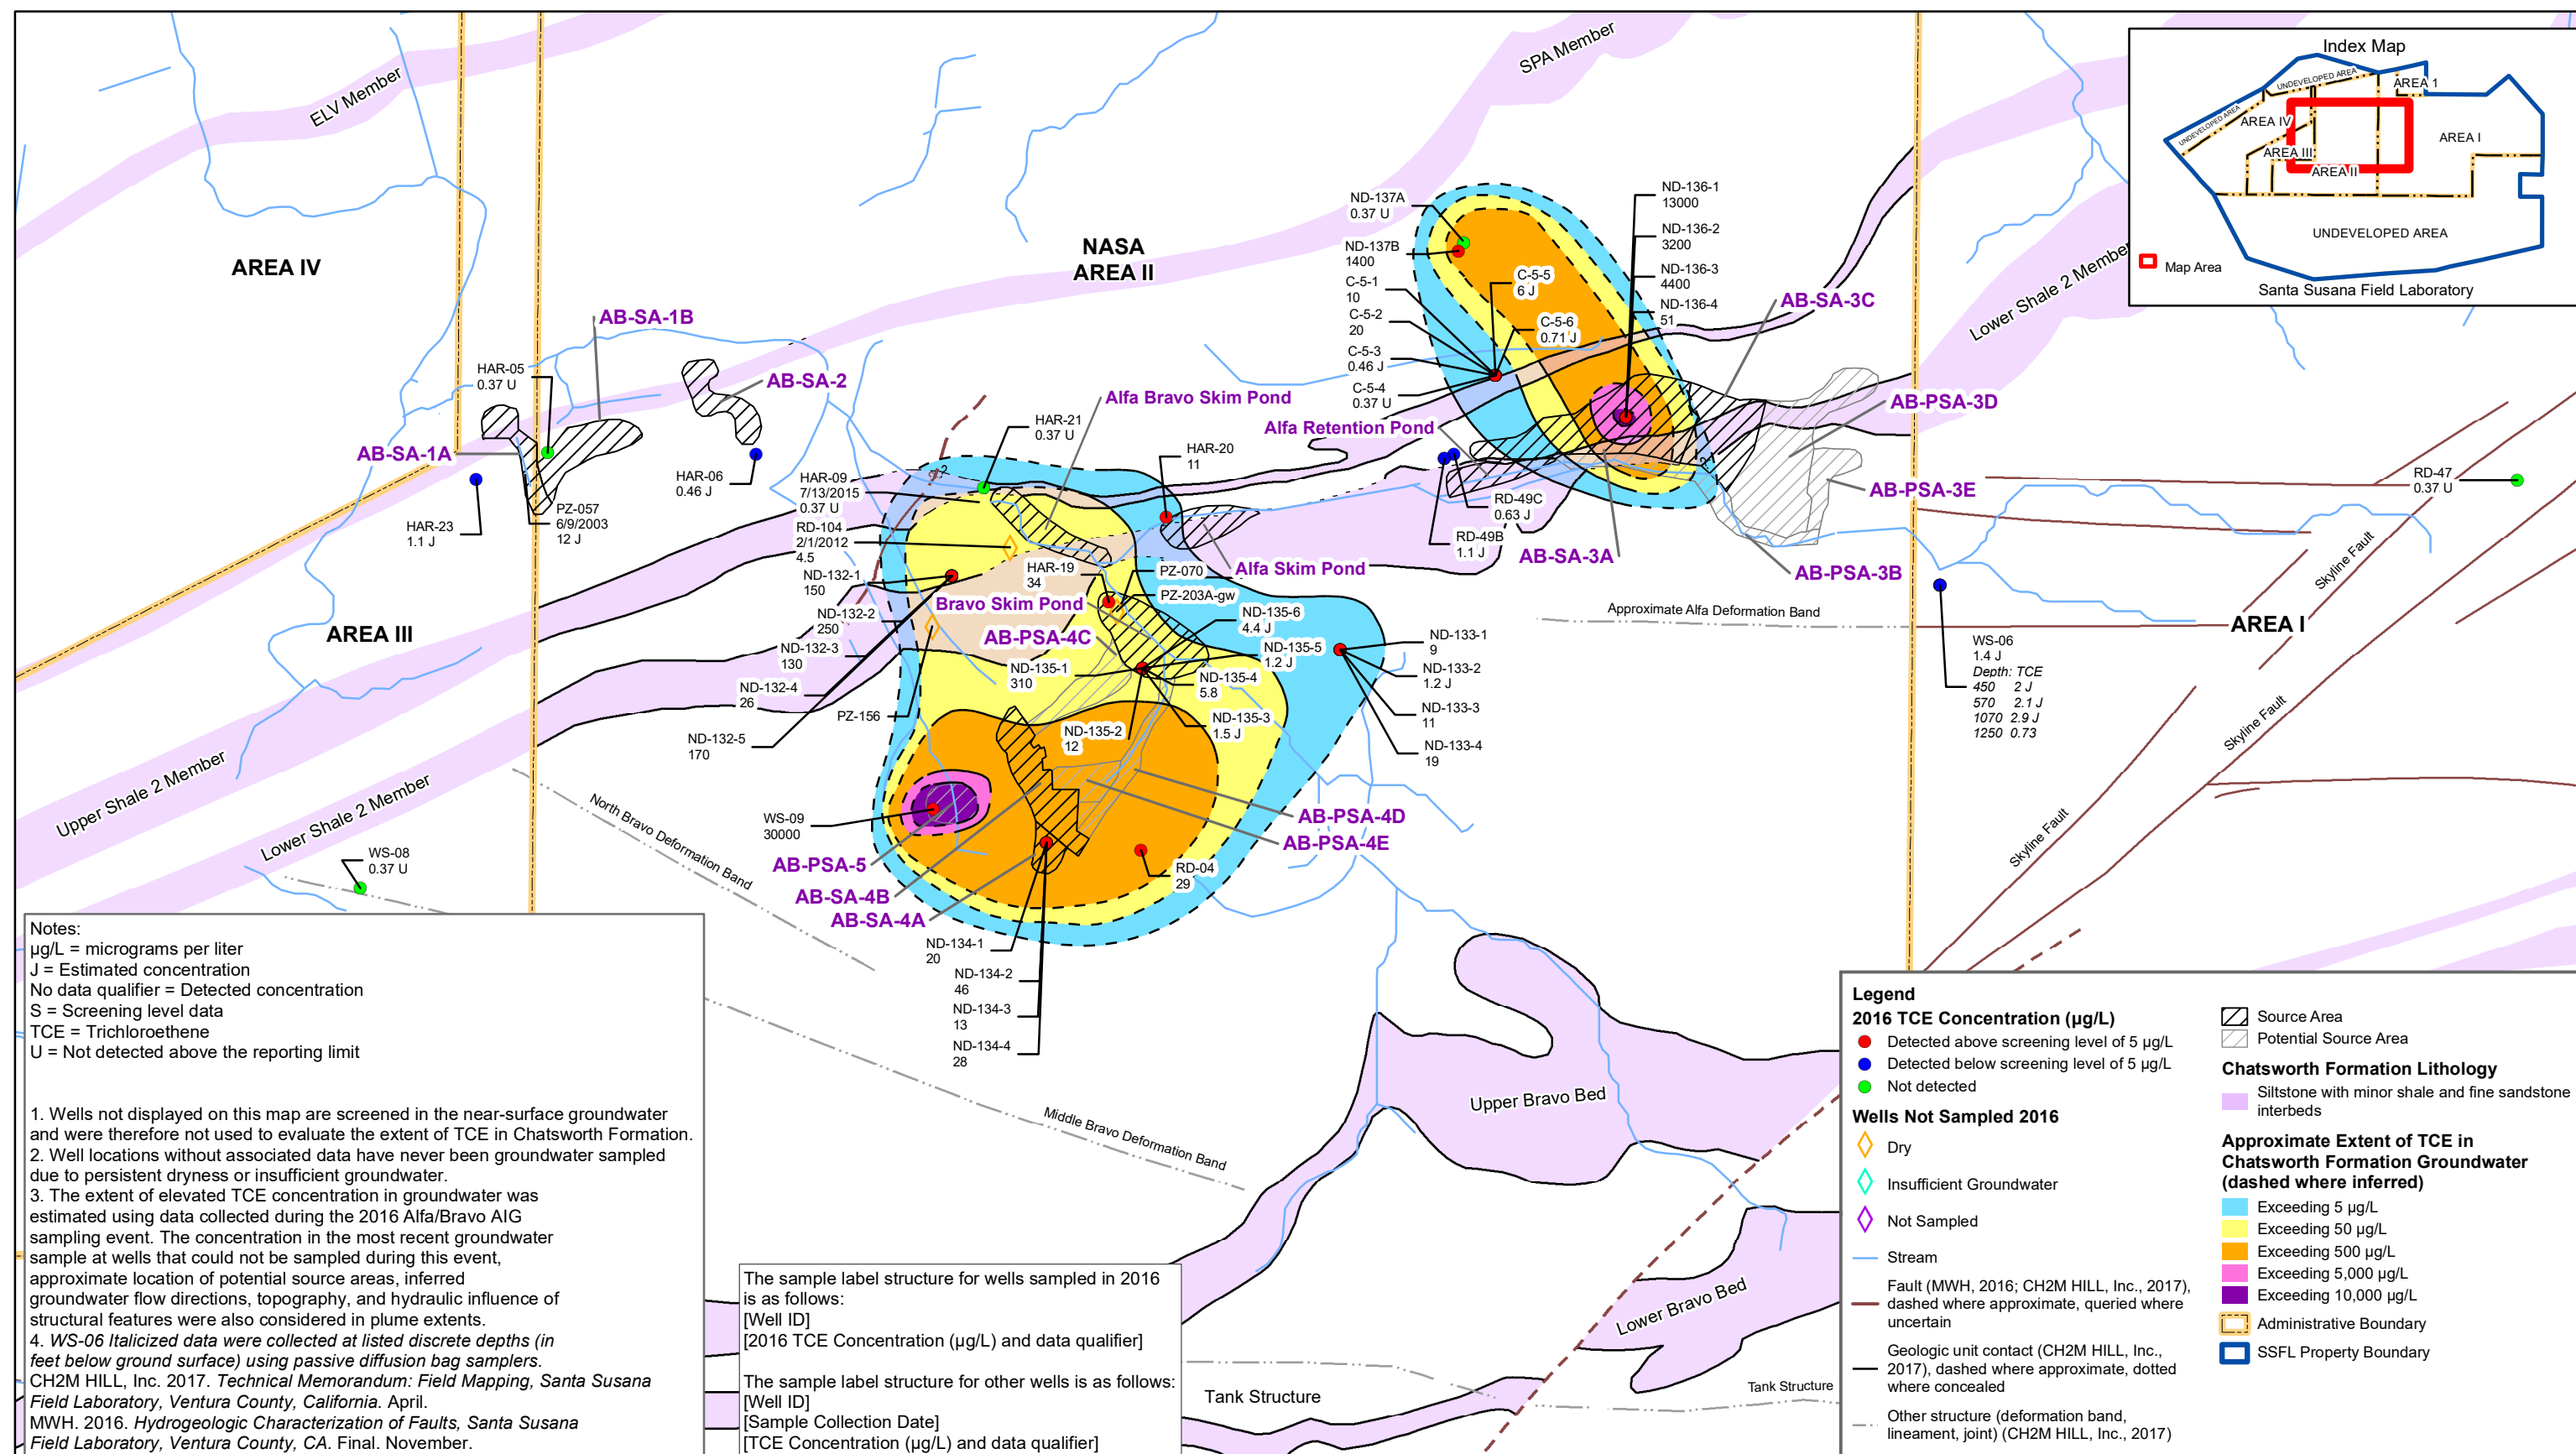 ELV Member
SPA Member
Index Map
UNDEVELOPED AREA
AREA 1
UNDEVELOPED AREA
AREA IV
AREA I
AREA III
AREA II
UNDEVELOPED AREA
Map Area
Santa Susana Field Laboratory
AREA IV
NASA
AREA II
ND-137A
0.37 U
ND-137B
1400
C-5-1
10
C-5-2
20
C-5-3
0.46 J
C-5-4
0.37 U
C-5-5
6 J
C-5-6
0.71 J
ND-136-1
13000
ND-136-2
3200
ND-136-3
4400
ND-136-4
51
AB-SA-3C
Lower Shale 2 Member
AB-SA-1B
HAR-05
0.37 U
AB-SA-2
AB-SA-1A
HAR-23
1.1 J
PZ-057
6/9/2003
12 J
HAR-06
0.46 J
Alfa Bravo Skim Pond
HAR-21
0.37 U
Alfa Retention Pond
HAR-20
11
HAR-09
7/13/2015
0.37 U
RD-104
2/1/2012
4.5
AB-PSA-3D
AB-PSA-3E
RD-47
0.37 U
RD-49C
0.63 J
RD-49B
1.1 J
AB-SA-3A
AB-PSA-3B
Alfa Skim Pond
ND-132-1
150
ND-132-2
250
ND-132-3
130
ND-132-4
26
ND-132-5
170
HAR-19
34
PZ-070
PZ-203A-gw
Bravo Skim Pond
AB-PSA-4C
ND-135-6
4.4 J
ND-135-5
1.2 J
ND-135-1
310
ND-135-4
5.8
ND-135-3
1.5 J
ND-135-2
12
PZ-156
ND-133-1
9
ND-133-2
1.2 J
ND-133-3
11
ND-133-4
19
Approximate Alfa Deformation Band
Skyline Fault
AREA I
WS-06
1.4 J
Depth: TCE
450 2 J
570 2.1 J
1070 2.9 J
1250 0.73
Skyline Fault
Skyline Fault
AREA III
Upper Shale 2 Member
Lower Shale 2 Member
North Bravo Deformation Band
WS-09
30000
WS-08
0.37 U
AB-PSA-5
AB-SA-4B
AB-SA-4A
AB-PSA-4D
AB-PSA-4E
RD-04
29
ND-134-1
20
ND-134-2
46
ND-134-3
13
ND-134-4
28
Middle Bravo Deformation Band
Upper Bravo Bed
Lower Bravo Bed
Tank Structure
Tank Structure
Notes:
µg/L = micrograms per liter
J = Estimated concentration
No data qualifier = Detected concentration
S = Screening level data
TCE = Trichloroethene
U = Not detected above the reporting limit
1. Wells not displayed on this map are screened in the near-surface groundwater
and were therefore not used to evaluate the extent of TCE in Chatsworth Formation.
2. Well locations without associated data have never been groundwater sampled
due to persistent dryness or insufficient groundwater.
3. The extent of elevated TCE concentration in groundwater was
estimated using data collected during the 2016 Alfa/Bravo AIG
sampling event. The concentration in the most recent groundwater
sample at wells that could not be sampled during this event,
approximate location of potential source areas, inferred
groundwater flow directions, topography, and hydraulic influence of
structural features were also considered in plume extents.
4. WS-06 Italicized data were collected at listed discrete depths (in
feet below ground surface) using passive diffusion bag samplers.
CH2M HILL, Inc. 2017. Technical Memorandum: Field Mapping, Santa Susana
Field Laboratory, Ventura County, California. April.
MWH. 2016. Hydrogeologic Characterization of Faults, Santa Susana
Field Laboratory, Ventura County, CA. Final. November.
The sample label structure for wells sampled in 2016
is as follows:
[Well ID]
[2016 TCE Concentration (µg/L) and data qualifier]
The sample label structure for other wells is as follows:
[Well ID]
[Sample Collection Date]
[TCE Concentration (µg/L) and data qualifier]
Legend
2016 TCE Concentration (µg/L)
Detected above screening level of 5 µg/L
Detected below screening level of 5 µg/L
Not detected
Wells Not Sampled 2016
Dry
Insufficient Groundwater
Not Sampled
Stream
Fault (MWH, 2016; CH2M HILL, Inc., 2017),
dashed where approximate, queried where
uncertain
Geologic unit contact (CH2M HILL, Inc.,
2017), dashed where approximate, dotted
where concealed
Other structure (deformation band,
lineament, joint) (CH2M HILL, Inc., 2017)
Source Area
Potential Source Area
Chatsworth Formation Lithology
Siltstone with minor shale and fine sandstone
interbeds
Approximate Extent of TCE in
Chatsworth Formation Groundwater
(dashed where inferred)
Exceeding 5 µg/L
Exceeding 50 µg/L
Exceeding 500 µg/L
Exceeding 5,000 µg/L
Exceeding 10,000 µg/L
Administrative Boundary
SSFL Property Boundary